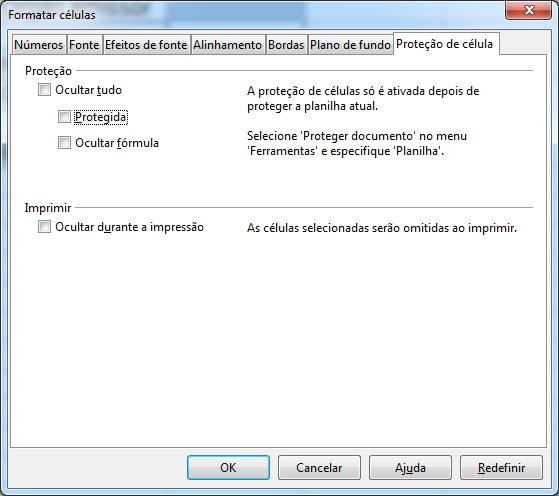 Formatar células
Números Fonte Efeitos de fonte Alinhamento Bordas Plano de fundo Proteção de célula
Proteção
Ocultar tudo
Protegida
Ocultar fórmula
A proteção de células só é ativada depois de
proteger a planilha atual.
Selecione 'Proteger documento' no menu
'Ferramentas' e especifique 'Planilha'.
Imprimir
Ocultar durante a impressão
As células selecionadas serão omitidas ao imprimir.
OK Cancelar Ajuda Redefinir